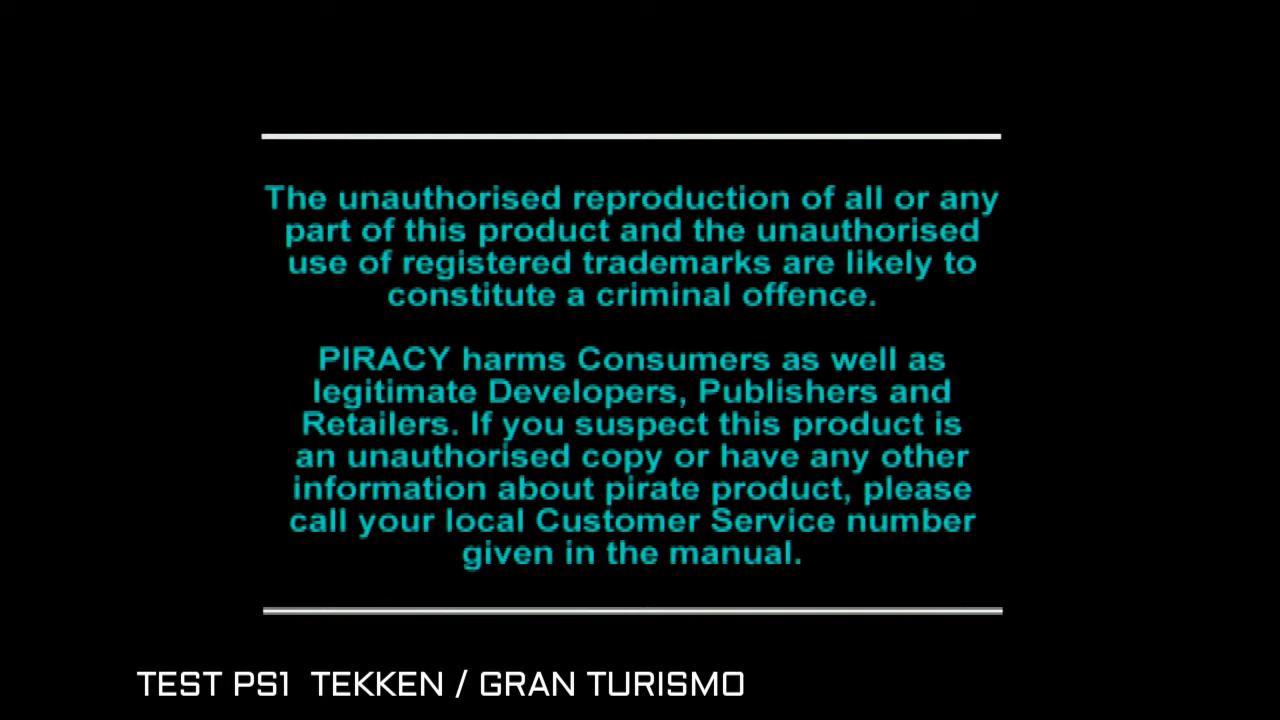 The unauthorised reproduction of all or any
part of this product and the unauthorised
use of registered trademarks are likely to
constitute a criminal offence.
PIRACY harms Consumers as well as
legitimate Developers, Publishers and
Retailers. If you suspect this product is
an unauthorised copy or have any other
information about pirate product, please
call your local Customer Service number
given in the manual.
TEST PS1 TEKKEN / GRAN TURISMO